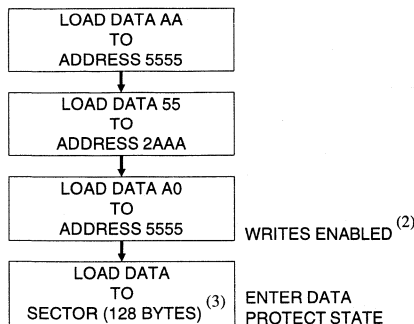 LOAD DATA AA
TO
ADDRESS 5555
LOAD DATA 55
TO
ADDRESS 2AAA
LOAD DATA A0
TO
ADDRESS 5555
WRITES ENABLED (2)
LOAD DATA
TO
SECTOR (128 BYTES) (3)
ENTER DATA
PROTECT STATE